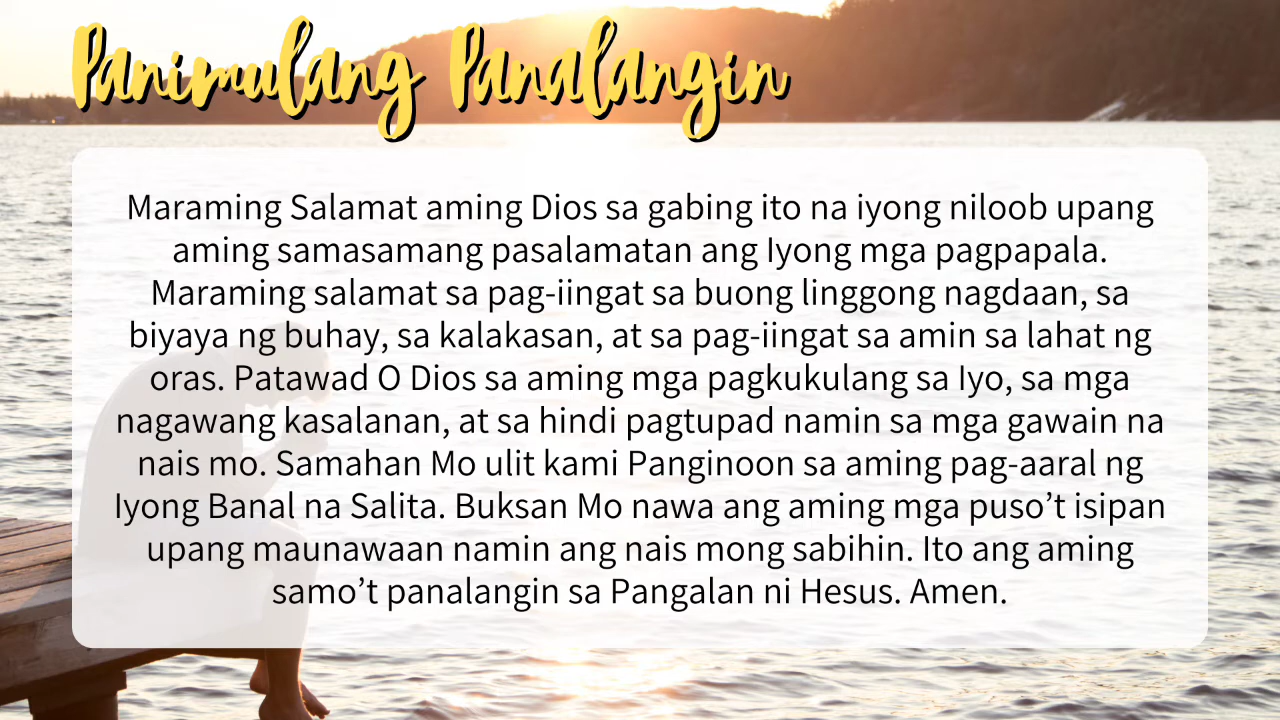 Panimulang Panalangin
Maraming Salamat aming Dios sa gabing ito na iyong niloob upang
aming samasamang pasalamatan ang Iyong mga pagpapala.
Maraming salamat sa pag-iingat sa buong linggong nagdaan, sa
biyaya ng buhay, sa kalakasan, at sa pag-iingat sa amin sa lahat ng
oras. Patawad O Dios sa aming mga pagkukulang sa Iyo, sa mga
nagawang kasalanan, at sa hindi pagtupad namin sa mga gawain na
nais mo. Samahan Mo ulit kami Panginoon sa aming pag-aaral ng
Iyong Banal na Salita. Buksan Mo nawa ang aming mga puso’t isipan
upang maunawaan namin ang nais mong sabihin. Ito ang aming
samo’t panalangin sa Pangalan ni Hesus. Amen.